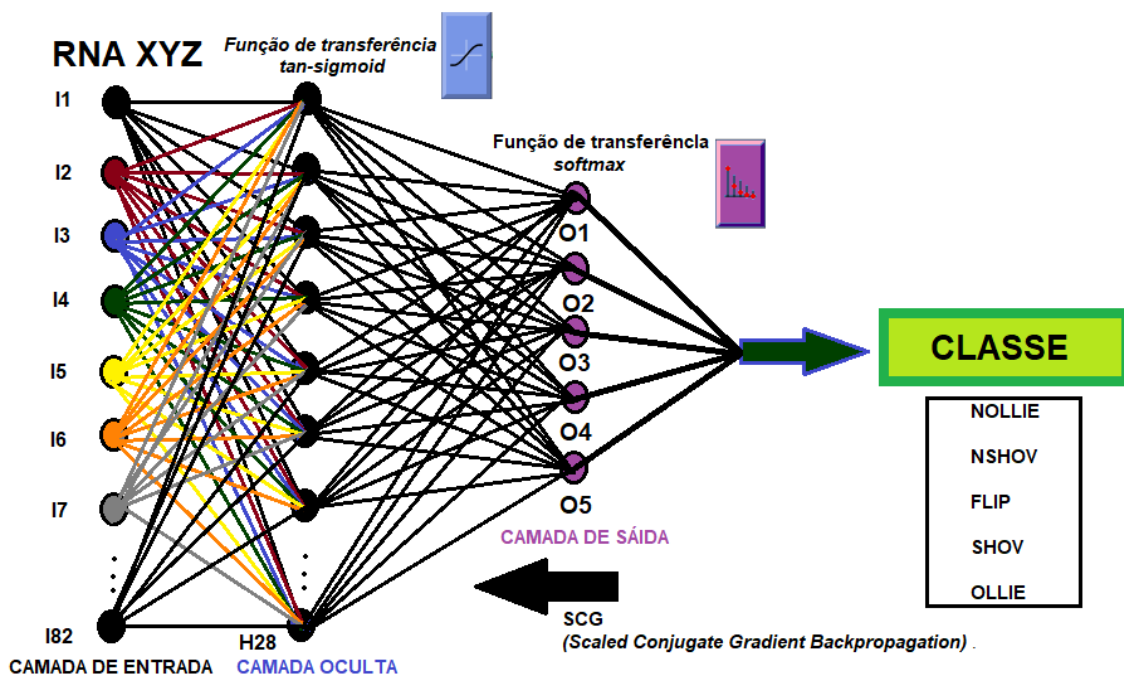 RNA XYZ
Função de transferência
tan-sigmoid
I1
I2
I3
I4
I5
I6
I7
I82
CAMADA DE ENTRADA
H28
CAMADA OCULTA
Função de transferêncIa
softmax
O1
O2
O3
O4
O5
CAMADA DE SÁIDA
SCG
(Scaled Conjugate Gradient Backpropagation) .
CLASSE
NOLLIE
NSHOV
FLIP
SHOV
OLLIE